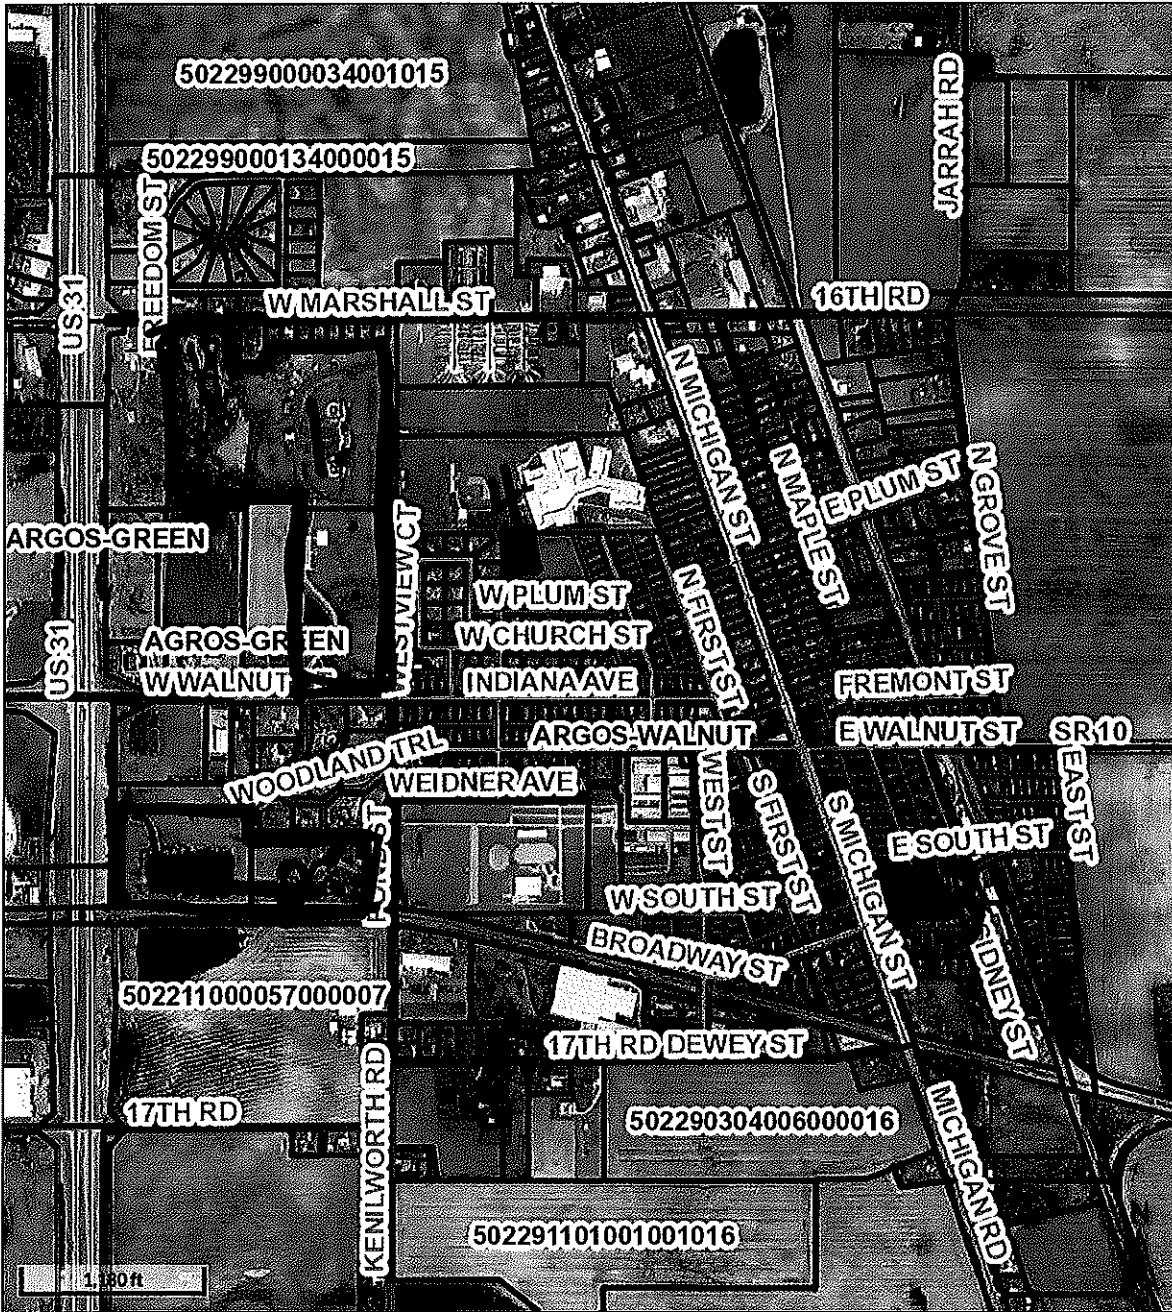 502299000034001015
JARRAH RD
502299000134000015
FREEDOM ST
US 31
W MARSHALL ST
16TH RD
N MICHIGAN ST
N MAPLE ST
E PLUM ST
N GROVE ST
ARGOS-GREEN
WESTVIEW CT
W PLUM ST
N FIRST ST
W CHURCH ST
AGROS-GREEN
US 31
W WALNUT
INDIANA AVE
FREMONT ST
ARGOS-WALNUT
E WALNUT ST
SR 10
WOODLAND TRL
WEIDNER AVE
WEST ST
S FIRST ST
S MICHIGAN ST
EAST ST
E SOUTH ST
W SOUTH ST
BROADWAY ST
SIDNEY ST
502211000057000007
17TH RD DEWEY ST
17TH RD
KENILWORTH RD
502290304006000016
MICHIGAN RD
502291101001001016
1,180 ft